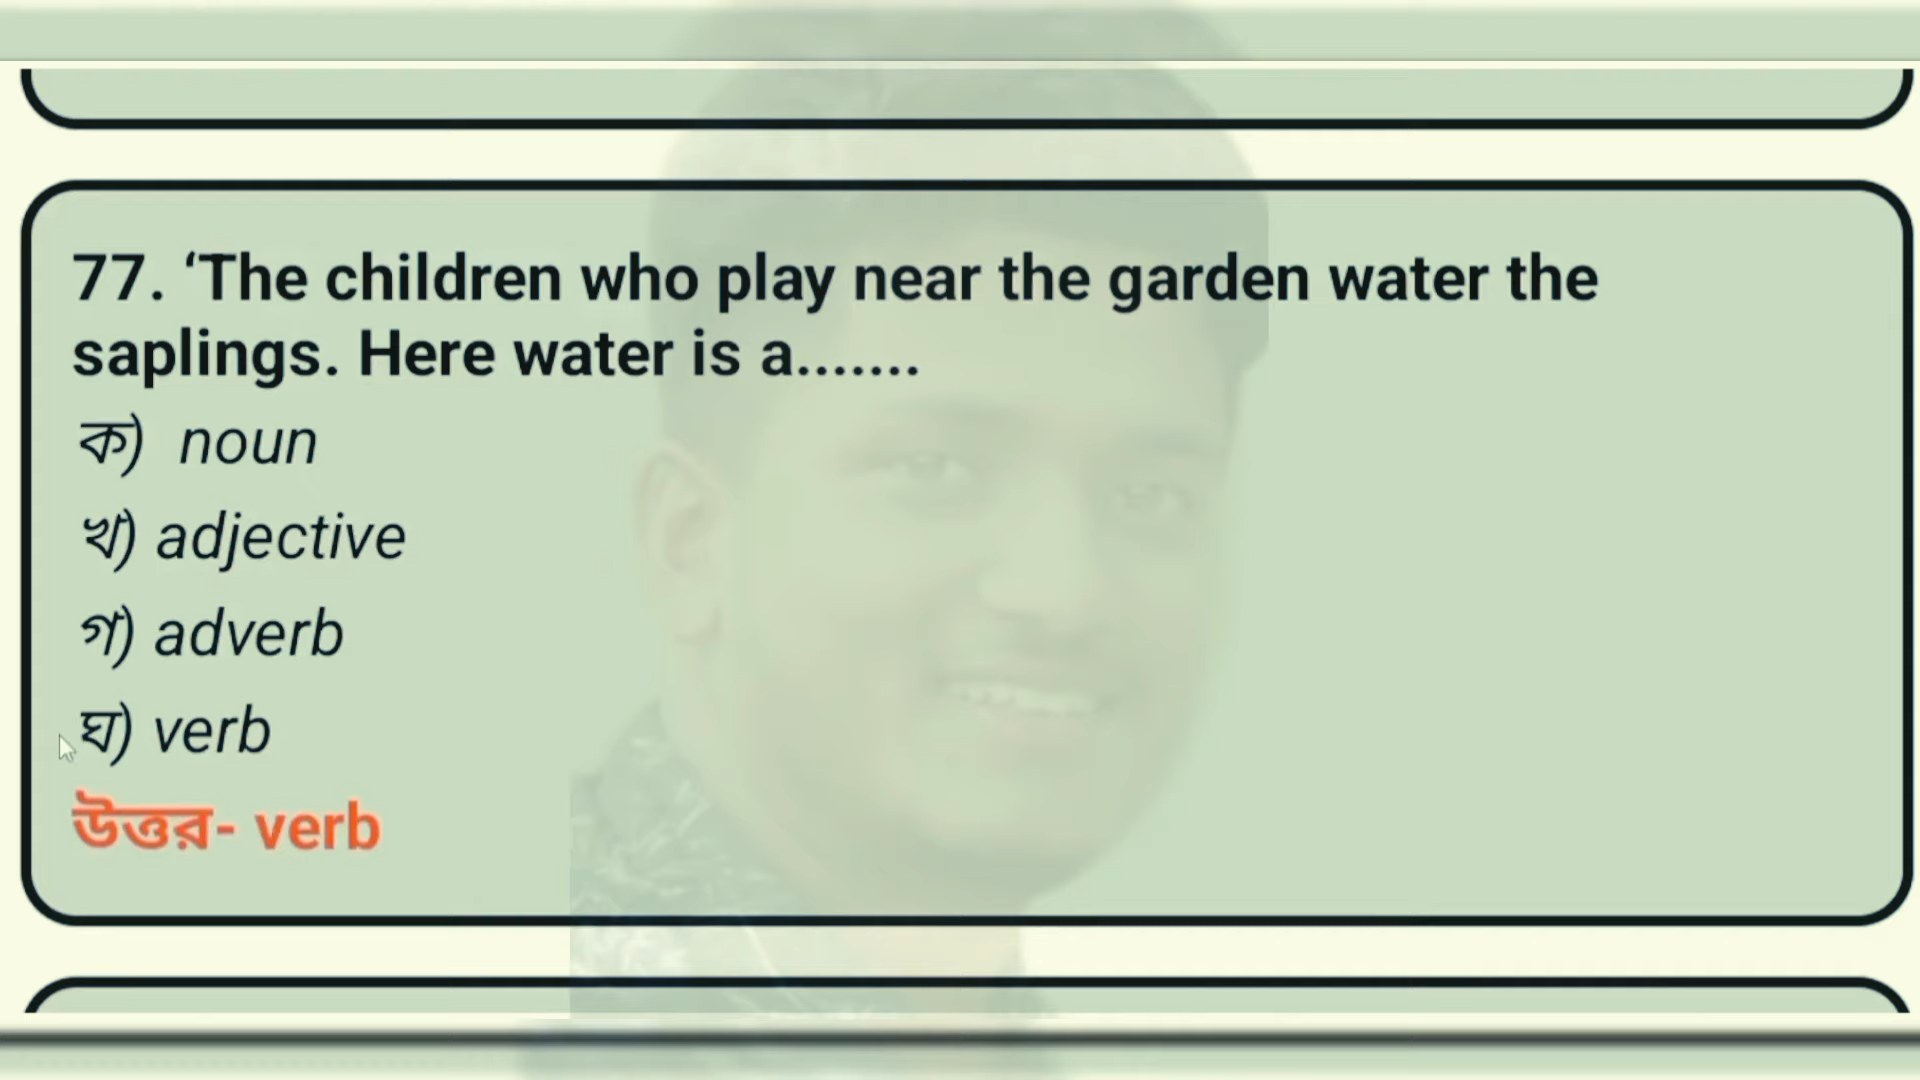 77. ‘The children who play near the garden water the
saplings. Here water is a.......
ক) noun
খ) adjective
গ) adverb
ঘ) verb
উত্তর- verb